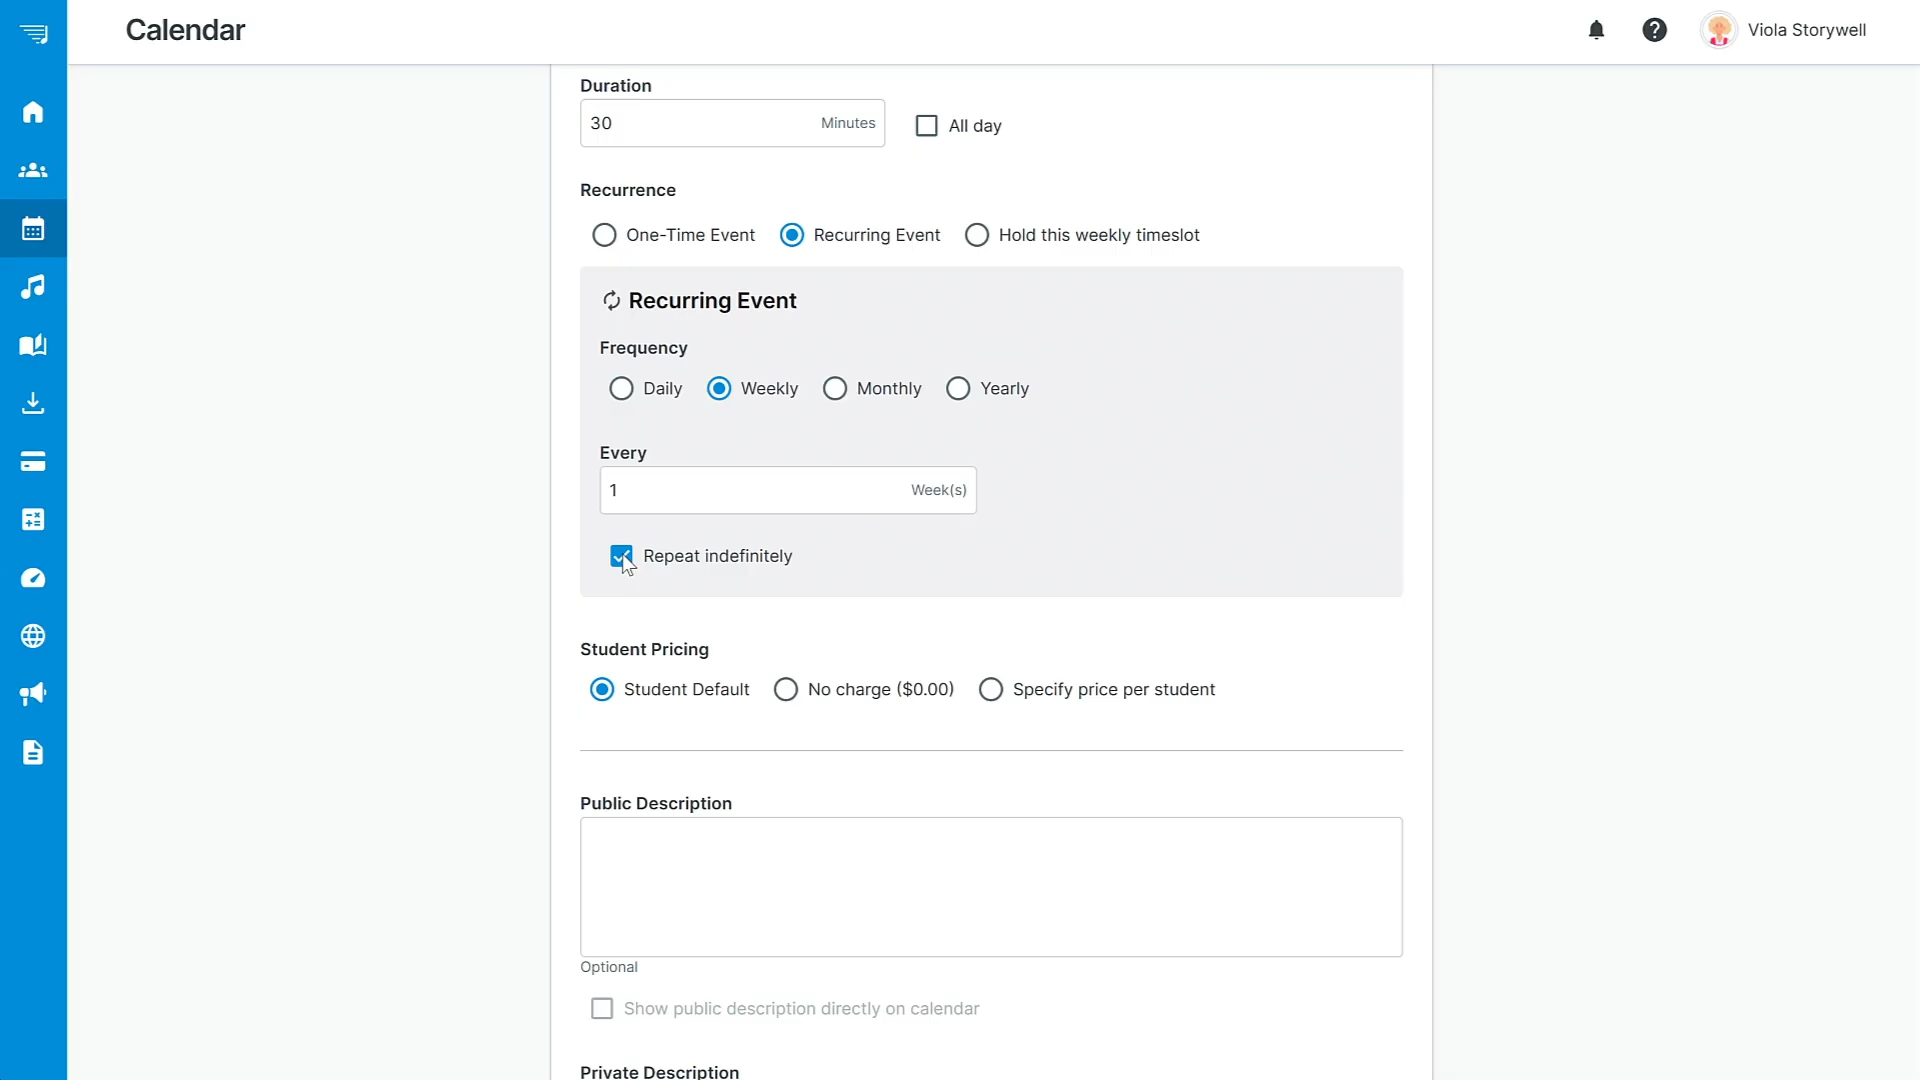 Calendar
Viola Storywell
Duration
30 Minutes
All day
Recurrence
One-Time Event Recurring Event Hold this weekly timeslot
Recurring Event
Frequency
Daily Weekly Monthly Yearly
Every
1 Week(s)
Repeat indefinitely
Student Pricing
Student Default No charge ($0.00) Specify price per student
Public Description
Optional
Show public description directly on calendar
Private Description